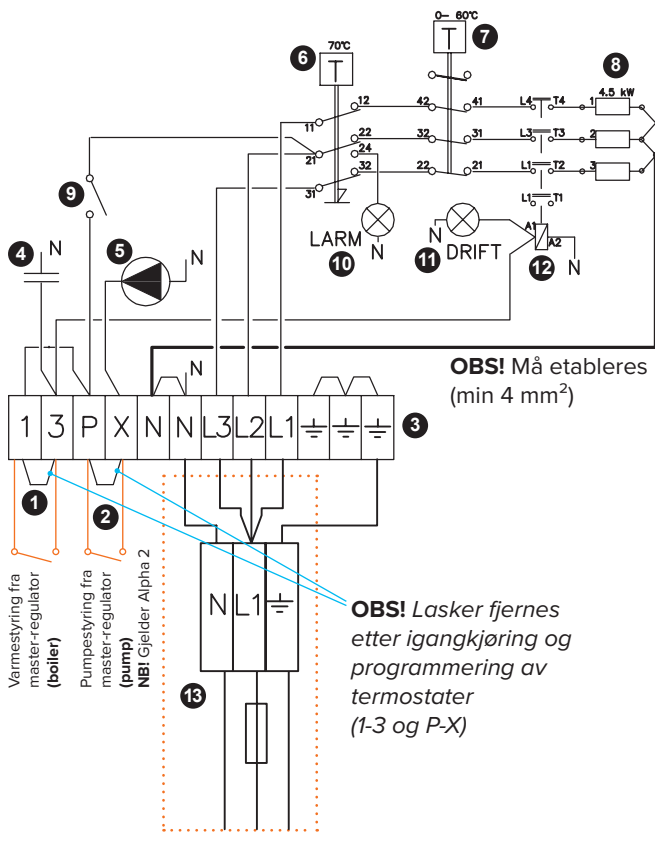 0– 60℃
7
6
70℃
T
T
8
4.5 kW
12
42
41
L4
T4
1
11
22
32
31
L3
T3
2
21
24
32
22
21
L1
T2
3
31
L1
T1
9
4
N
5
N
LARM
10
N
N
11
DRIFT
A1
A2
12
N
N
OBS! Må etableres
(min 4 mm²)
1
3
P
X
N
N
L3
L2
L1
3
1
2
Varmestyring fra
master-regulator
(boiler)
Pumpestyring fra
master-regulator
(pump)
NB! Gjelder Alpha 2
N
L1
13
OBS! Lasker fjernes
etter igangkjøring og
programmering av
termostater
(1-3 og P-X)